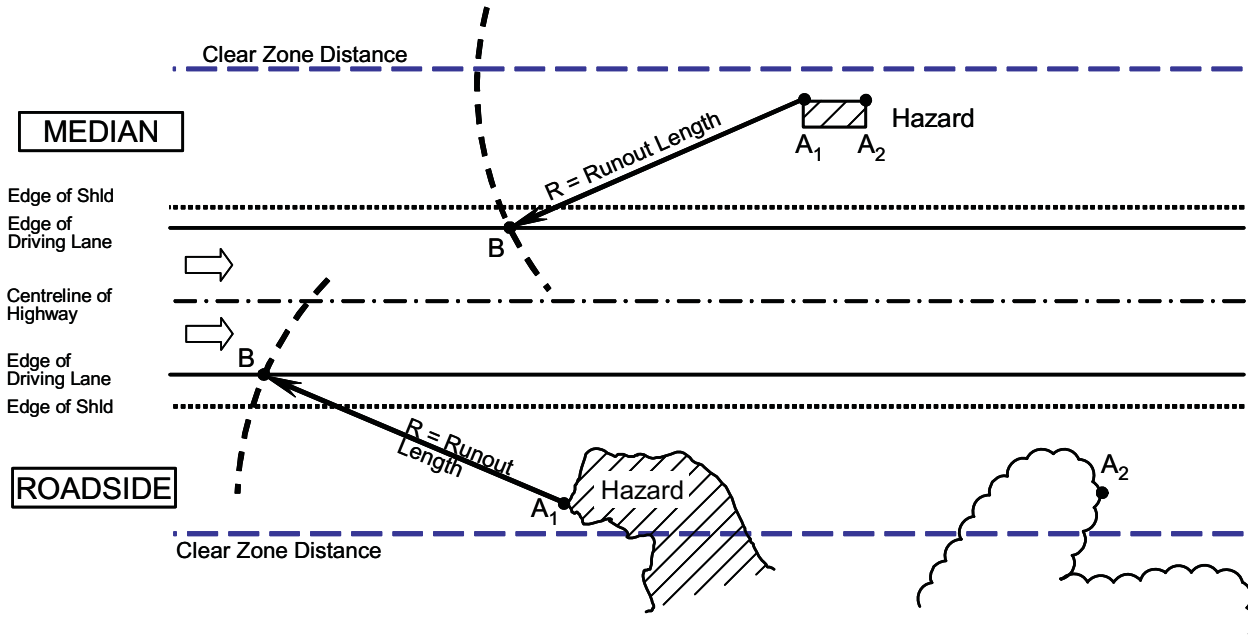 Clear Zone Distance
MEDIAN
R = Runout Length
Hazard
A1 A2
Edge of Shld
Edge of
Driving Lane
B
Centreline of
Highway
B
Edge of
Driving Lane
Edge of Shld
R = Runout
Length
ROADSIDE
Hazard
A1
A2
Clear Zone Distance